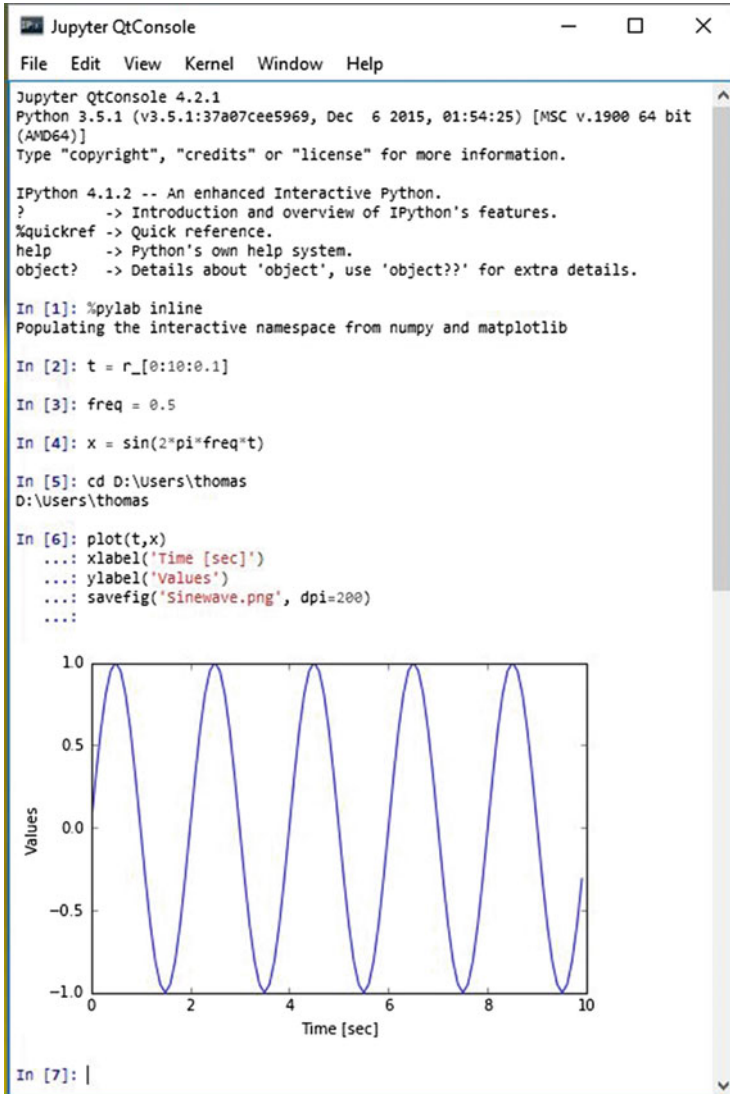 Jupyter QtConsole
File Edit View Kernel Window Help
Jupyter QtConsole 4.2.1
Python 3.5.1 (v3.5.1:37a07cee5969, Dec  6 2015, 01:54:25) [MSC v.1900 64 bit
(AMD64)]
Type "copyright", "credits" or "license" for more information.
IPython 4.1.2 -- An enhanced Interactive Python.
?         -> Introduction and overview of IPython's features.
%quickref -> Quick reference.
help      -> Python's own help system.
object?   -> Details about 'object', use 'object??' for extra details.
In [1]: %pylab inline
Populating the interactive namespace from numpy and matplotlib
In [2]: t = r_[0:10:0.1]
In [3]: freq = 0.5
In [4]: x = sin(2*pi*freq*t)
In [5]: cd D:\Users\thomas
D:\Users\thomas
In [6]: plot(t,x)
   ...: xlabel('Time [sec]')
   ...: ylabel('Values')
   ...: savefig('Sinewave.png', dpi=200)
   ...:
1.0
0.5
0.0
−0.5
−1.0
Values
0 2 4 6 8 10
Time [sec]
In [7]: